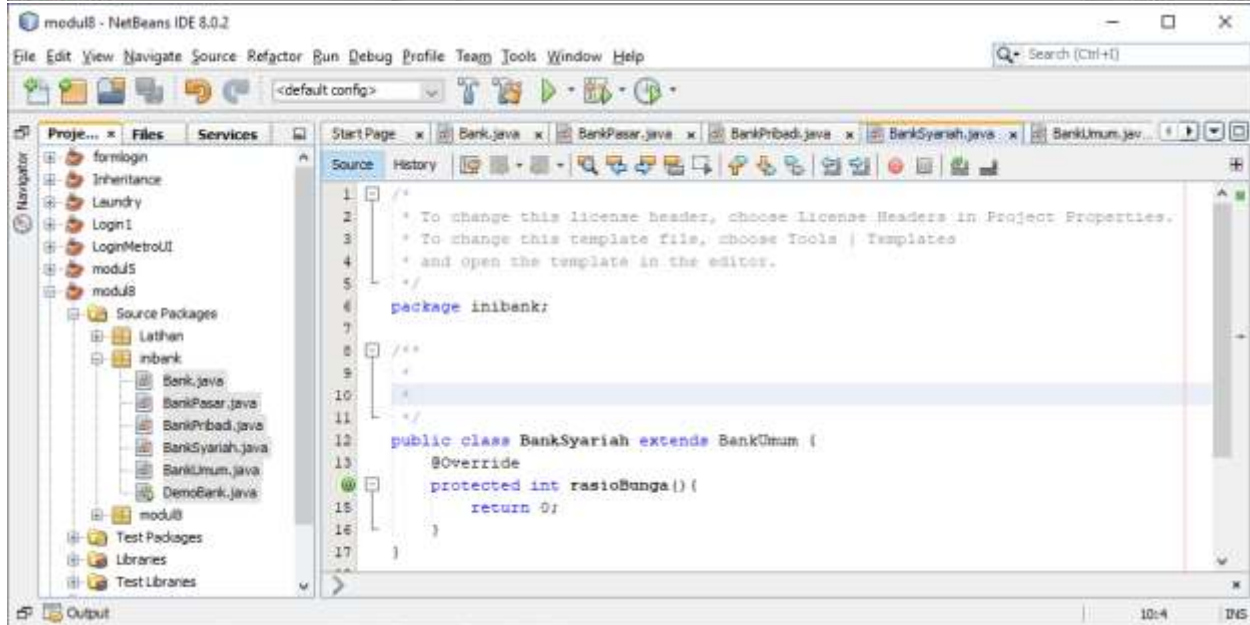 modul8 - NetBeans IDE 8.0.2
File Edit View Navigate Source Refactor Run Debug Profile Team Tools Window Help
Search (Ctrl+I)
<default config>
Proje... Files Services
Start Page Bank.java BankPasar.java BankPribadi.java BankSyariah.java BankUmum.jav
Navigator
formlogin
Inheritance
Laundry
Login1
LoginMetroUI
modul5
modul8
Source Packages
Latihan
inibank
Bank.java
BankPasar.java
BankPribadi.java
BankSyariah.java
BankUmum.java
DemoBank.java
modul8
Test Packages
Libraries
Test Libraries
Source History
1 /*
2 * To change this license header, choose License Headers in Project Properties.
3 * To change this template file, choose Tools | Templates
4 * and open the template in the editor.
5 */
6 package inibank;
7
8 /**
9 *
10 *
11 */
12 public class BankSyariah extends BankUmum {
13 @Override
protected int rasioBunga(){
15 return 0;
16 }
17 }
Output
10:4 INS